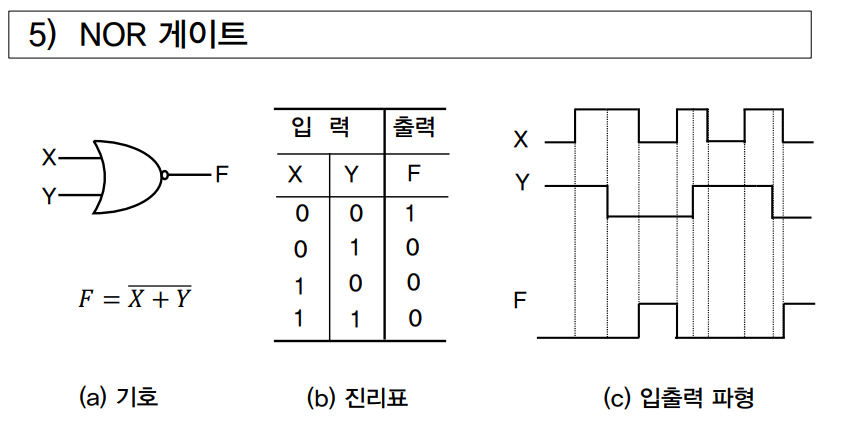 5) NOR 게이트
X
Y
F
F = \overline{X + Y}
(a) 기호
입 력 출력
X Y F
0 0 1
0 1 0
1 0 0
1 1 0
(b) 진리표
X
Y
F
(c) 입출력 파형